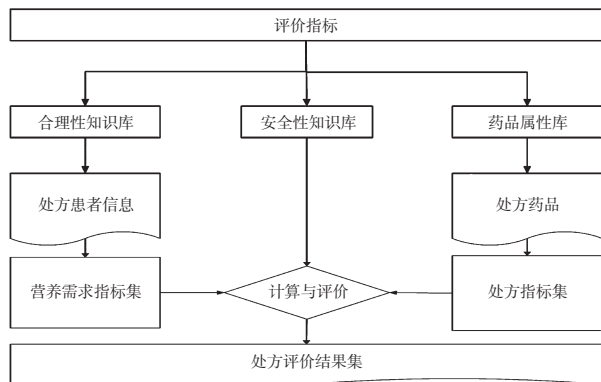 评价指标
合理性知识库
安全性知识库
药品属性库
处方患者信息
处方药品
营养需求指标集
计算与评价
处方指标集
处方评价结果集